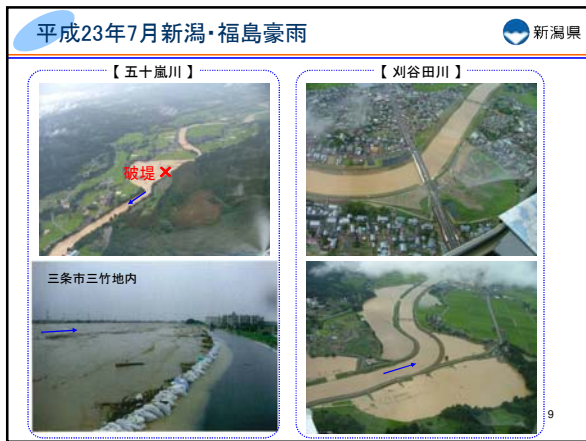 平成23年7月新潟・福島豪雨
新潟県
【 五十嵐川 】
【 刈谷田川 】
破堤
三条市三竹地内
9